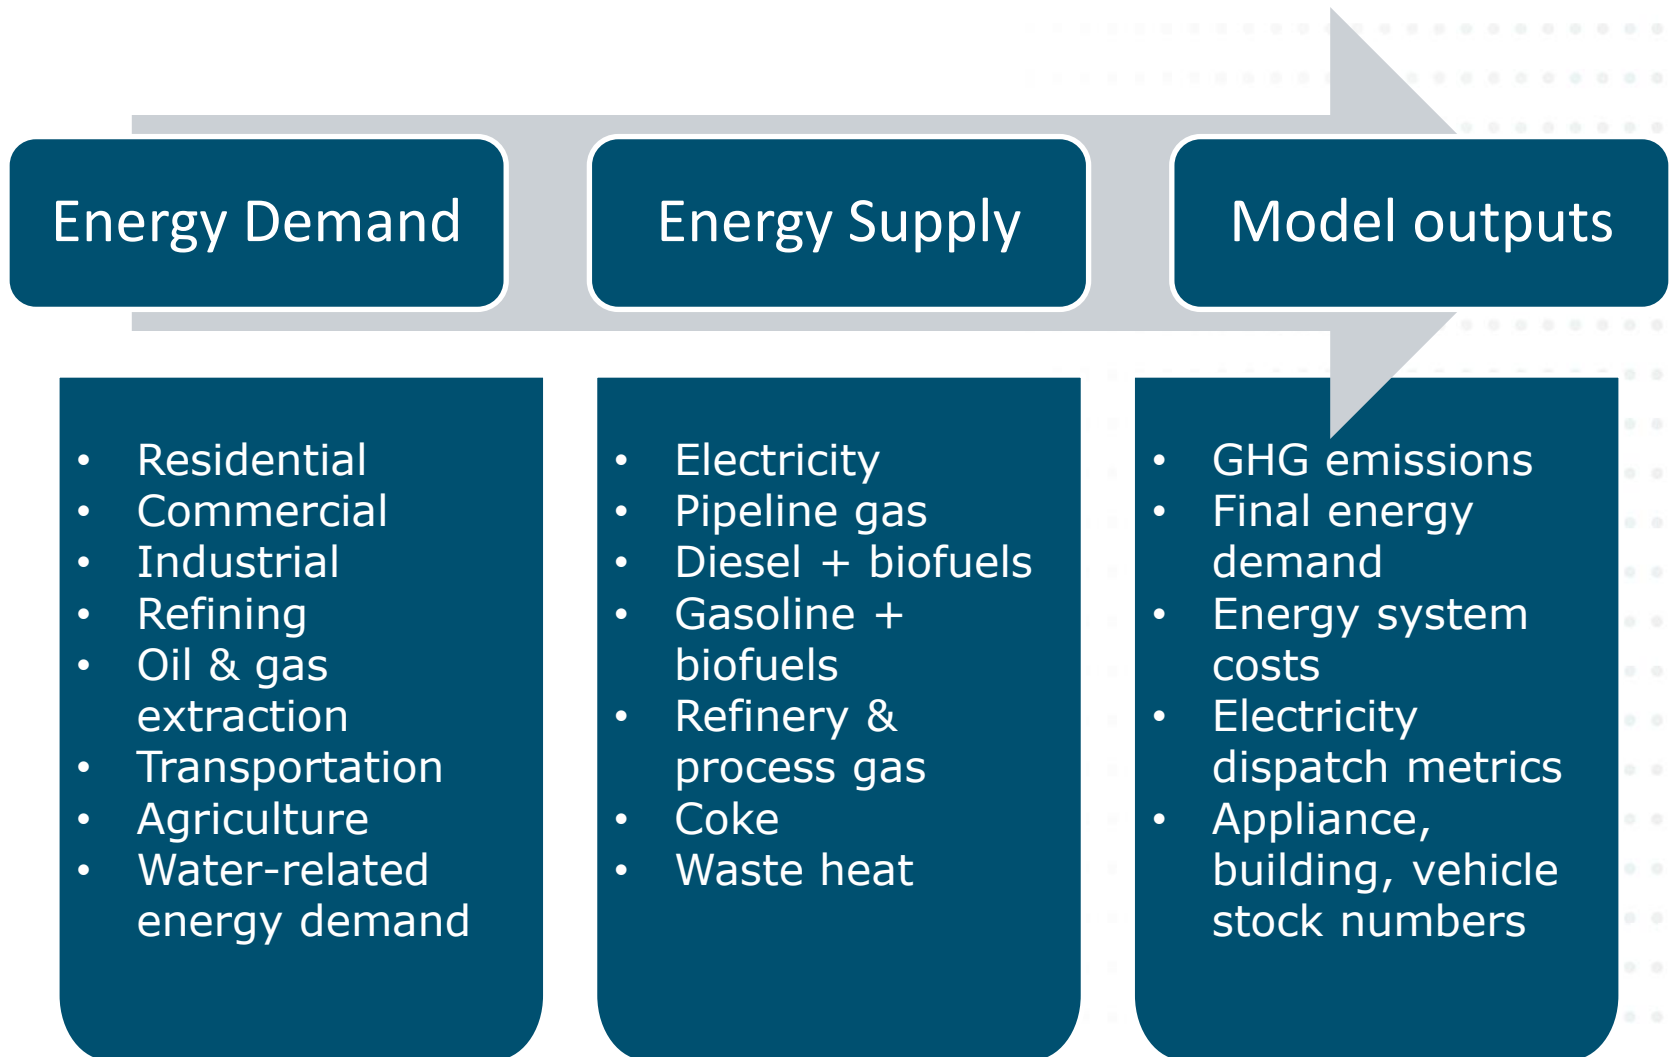 Energy Demand
Energy Supply
Model outputs
• Residential
• Commercial
• Industrial
• Refining
• Oil & gas
extraction
• Transportation
• Agriculture
• Water-related
energy demand
• Electricity
• Pipeline gas
• Diesel + biofuels
• Gasoline +
biofuels
• Refinery &
process gas
• Coke
• Waste heat
• GHG emissions
• Final energy
demand
• Energy system
costs
• Electricity
dispatch metrics
• Appliance,
building, vehicle
stock numbers